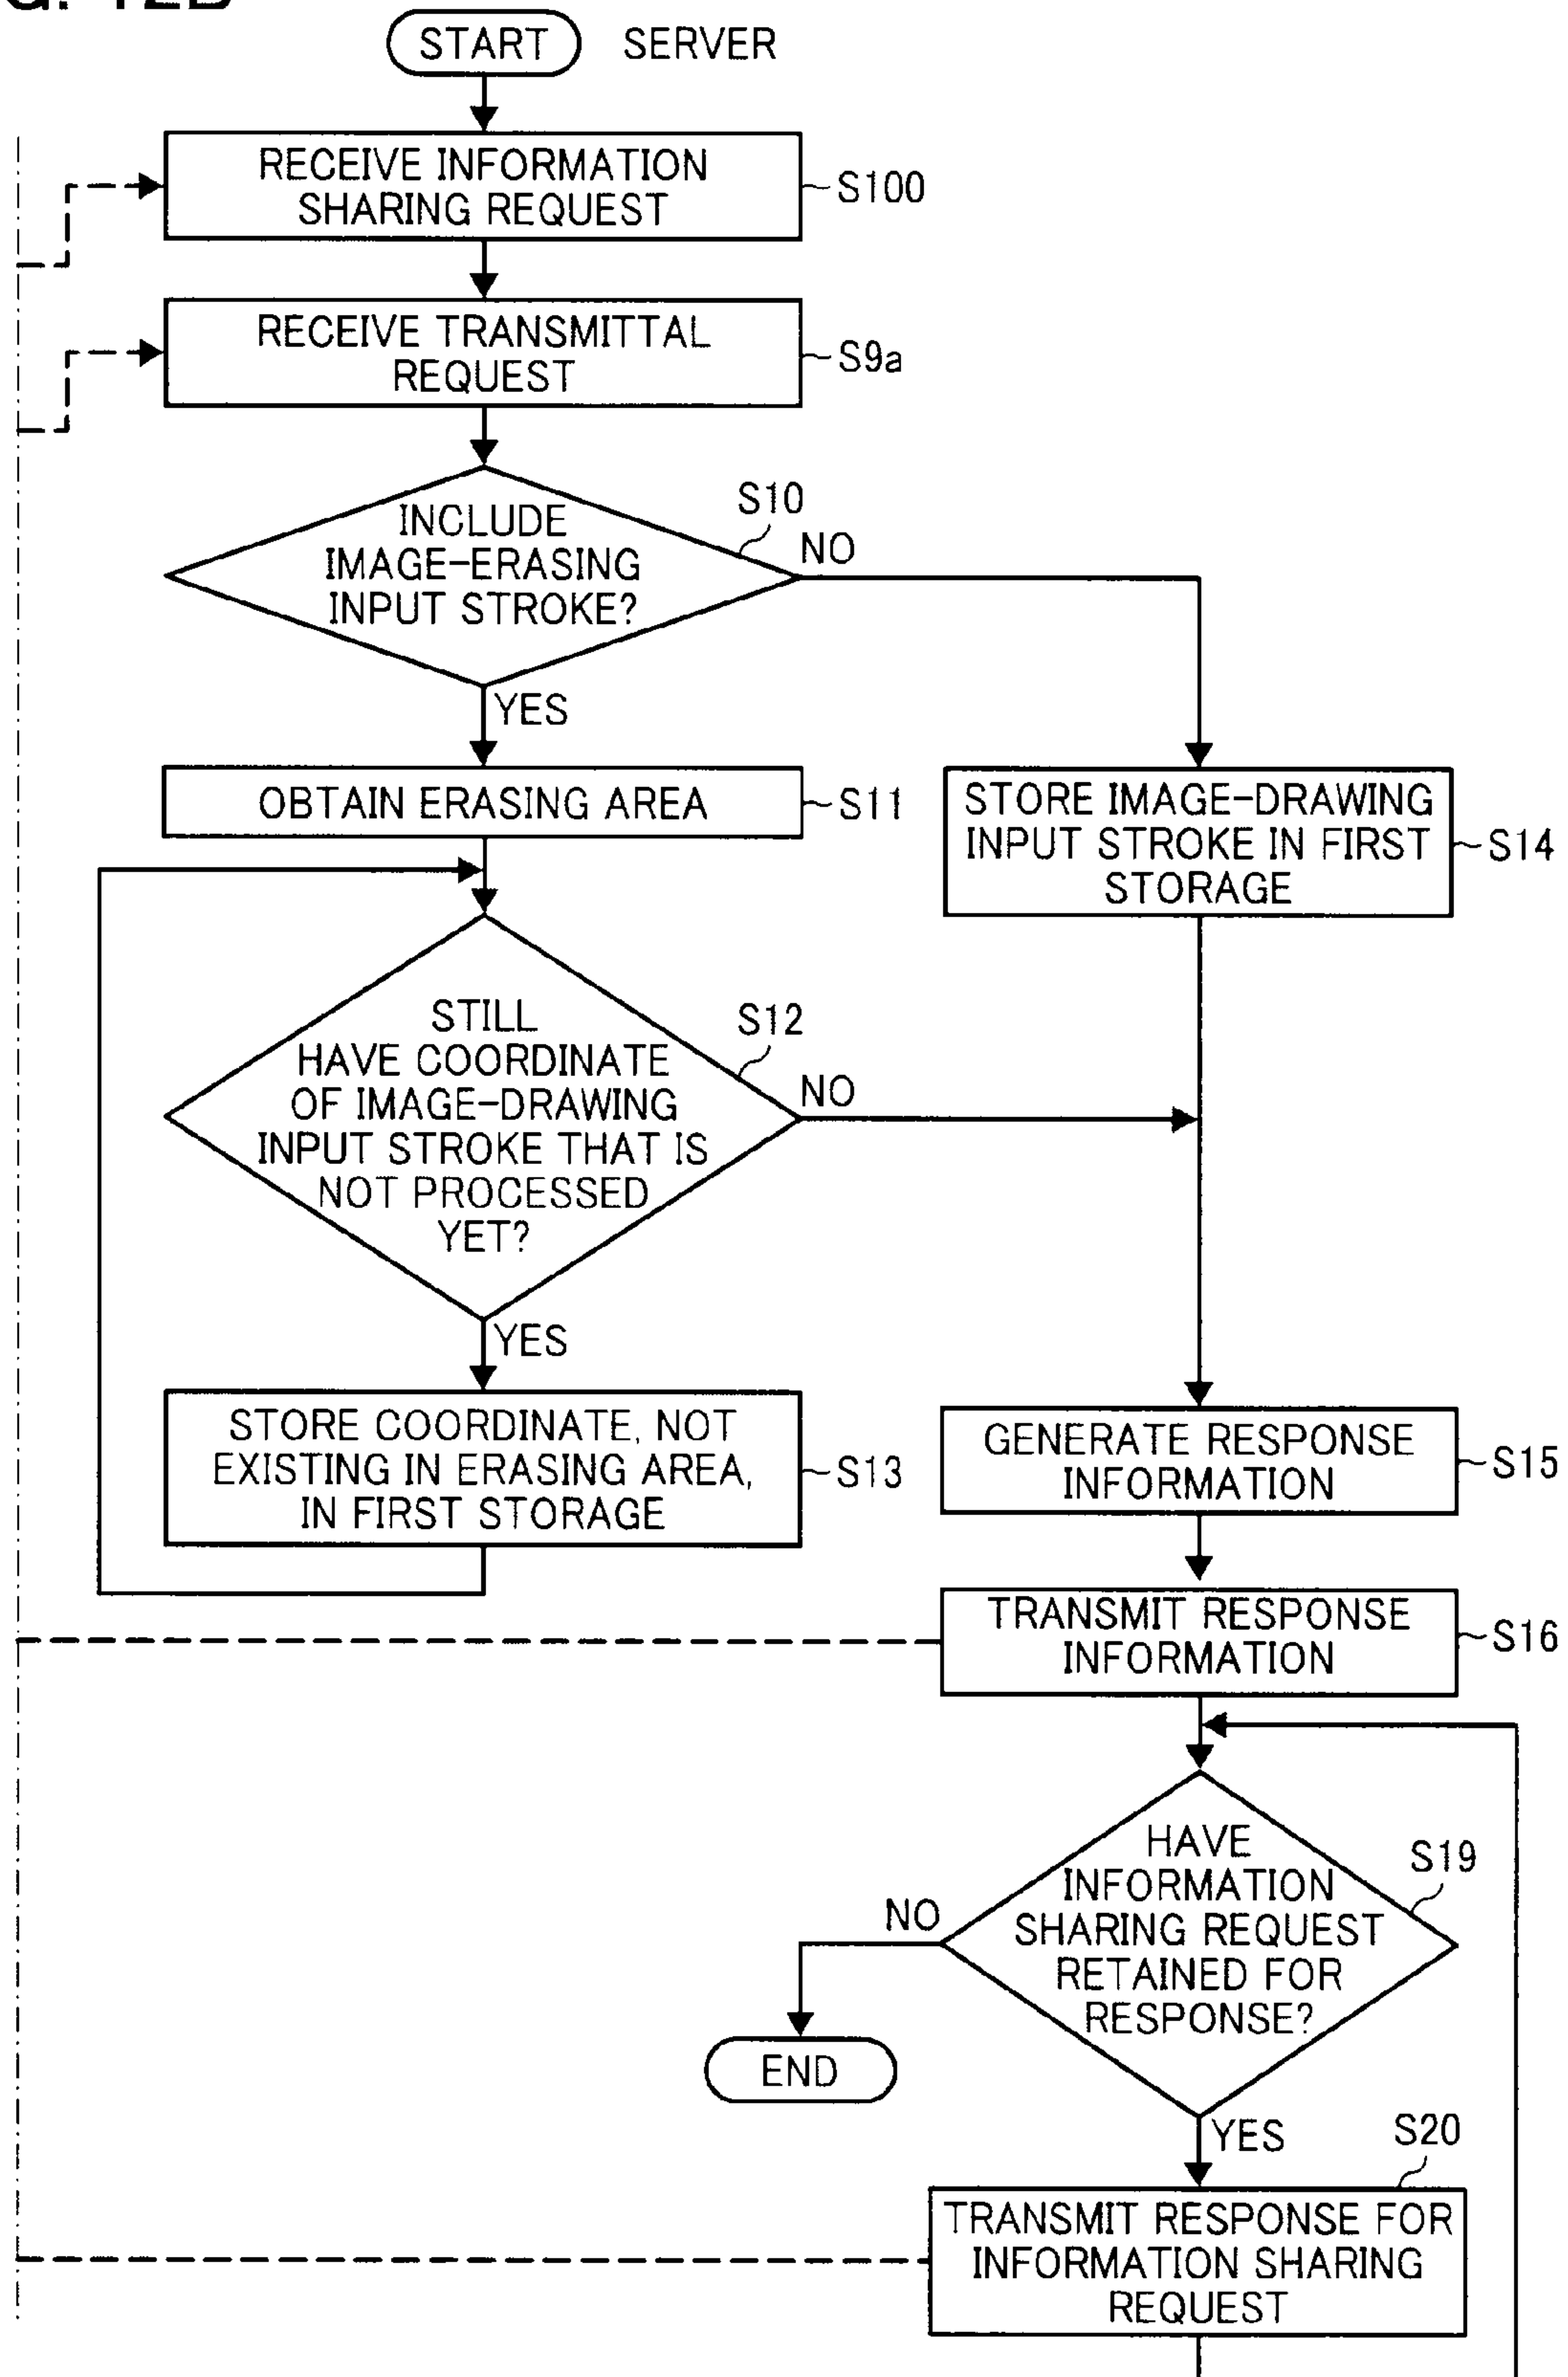 START
SERVER
RECEIVE INFORMATION
SHARING REQUEST
S100
RECEIVE TRANSMITTAL
REQUEST
S9a
INCLUDE
IMAGE-ERASING
INPUT STROKE?
S10
NO
YES
OBTAIN ERASING AREA
S11
STORE IMAGE-DRAWING
INPUT STROKE IN FIRST
STORAGE
S14
STILL
HAVE COORDINATE
OF IMAGE-DRAWING
INPUT STROKE THAT IS
NOT PROCESSED
YET?
S12
NO
YES
STORE COORDINATE, NOT
EXISTING IN ERASING AREA,
IN FIRST STORAGE
S13
GENERATE RESPONSE
INFORMATION
S15
TRANSMIT RESPONSE
INFORMATION
S16
HAVE
INFORMATION
SHARING REQUEST
RETAINED FOR
RESPONSE?
S19
NO
END
YES
S20
TRANSMIT RESPONSE FOR
INFORMATION SHARING
REQUEST